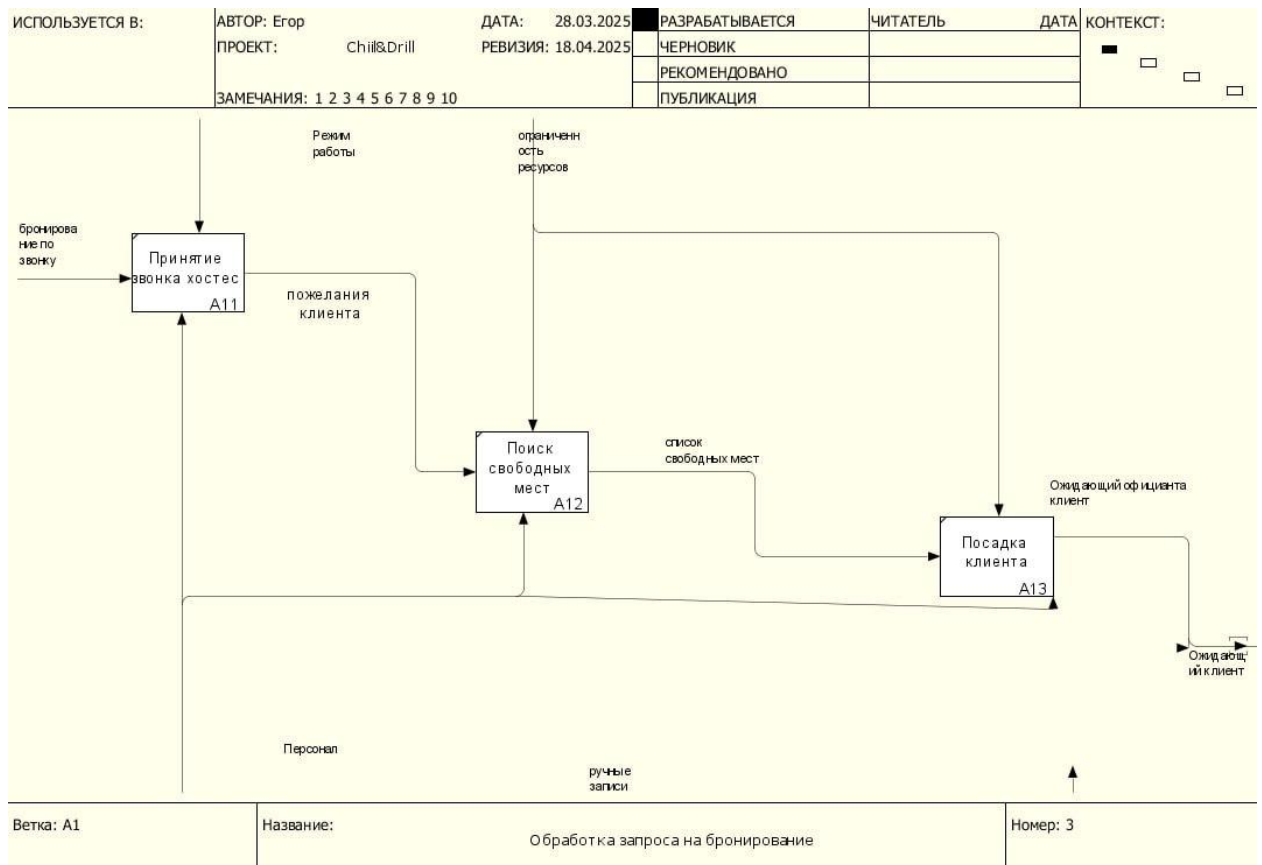 ИСПОЛЬЗУЕТСЯ В:
АВТОР: Егор
ДАТА: 28.03.2025
РАЗРАБАТЫВАЕТСЯ
ЧИТАТЕЛЬ
ДАТА
КОНТЕКСТ:
ПРОЕКТ: Chiil&Drill
РЕВИЗИЯ: 18.04.2025
ЧЕРНОВИК
РЕКОМЕНДОВАНО
ЗАМЕЧАНИЯ: 1 2 3 4 5 6 7 8 9 10
ПУБЛИКАЦИЯ
Режим
работы
ограниченн
ость
ресурсов
бронирова
ние по
звонку
Принятие
звонка хостес
A11
пожелания
клиента
Поиск
свободных
мест
A12
список
свободных мест
Ожидающий официанта
клиент
Посадка
клиента
A13
Ожидающ
ий клиент
Персонал
ручные
записи
Ветка: A1
Название:
Обработка запроса на бронирование
Номер: 3